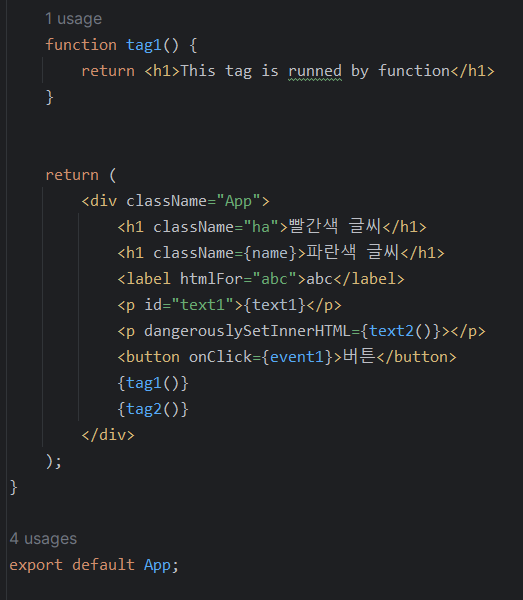 1 usage
function tag1() {
return <h1>This tag is runned by function</h1>
}
return (
<div className="App">
<h1 className="ha">빨간색 글씨</h1>
<h1 className={name}>파란색 글씨</h1>
<label htmlFor="abc">abc</label>
<p id="text1">{text1}</p>
<p dangerouslySetInnerHTML={text2()}></p>
<button onClick={event1}>버튼</button>
{tag1()}
{tag2()}
</div>
);
}
4 usages
export default App;